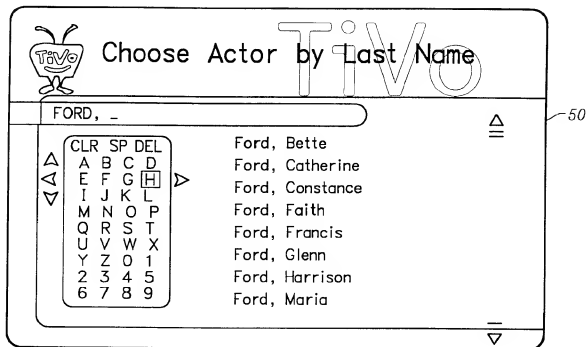 TiVo
Choose Actor by Last Name
TiVo
50
FORD, _
CLR SP DEL
A B C D
E F G H
I J K L
M N O P
Q R S T
U V W X
Y Z 0 1
2 3 4 5
6 7 8 9
Ford, Bette
Ford, Catherine
Ford, Constance
Ford, Faith
Ford, Francis
Ford, Glenn
Ford, Harrison
Ford, Maria